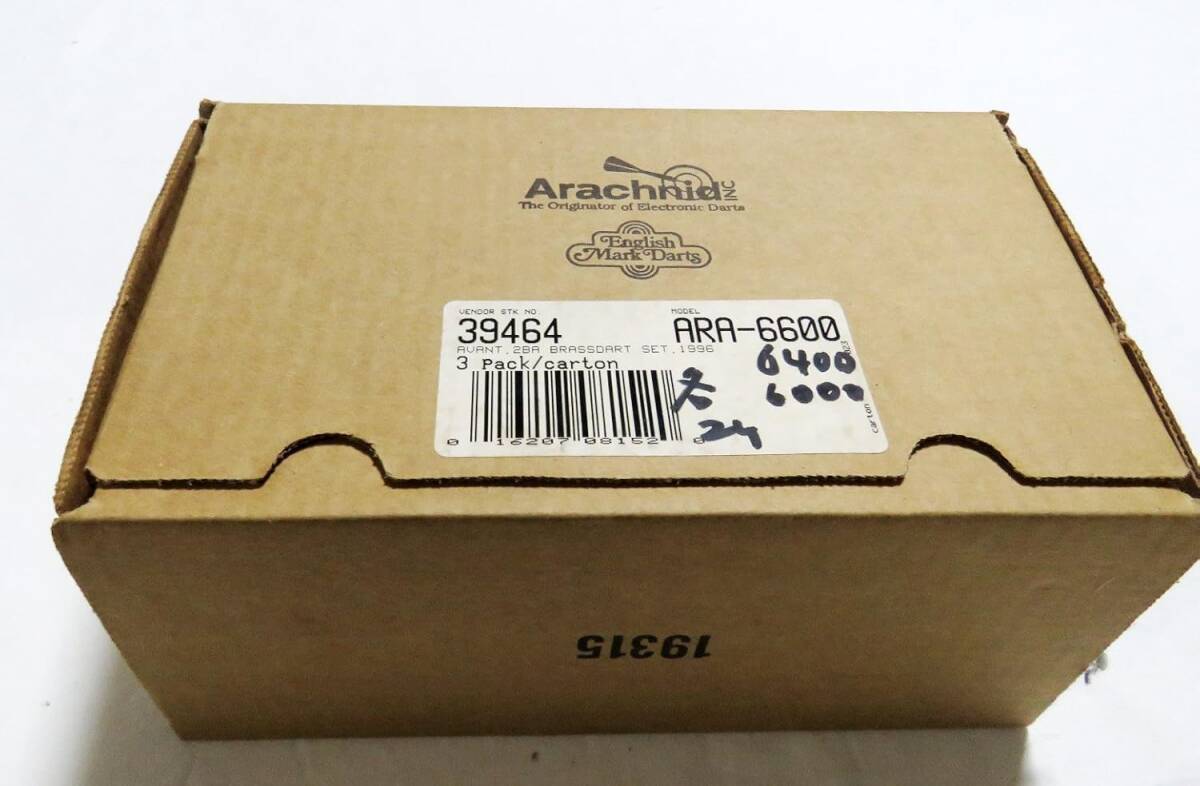 Arachnid INC
The Originator of Electronic Darts
English
Mark Darts
VENDOR STK NO. MODEL
39464 ARA-6600
AVANT, 2BA BRASSDART SET, 1996
3 Pack/carton
6400
6000
各
24
0 16207 08152
carton
19315